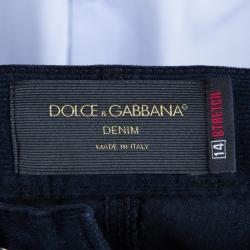 DOLCE & GABBANA
DENIM
MADE IN ITALY
14 STRETCH